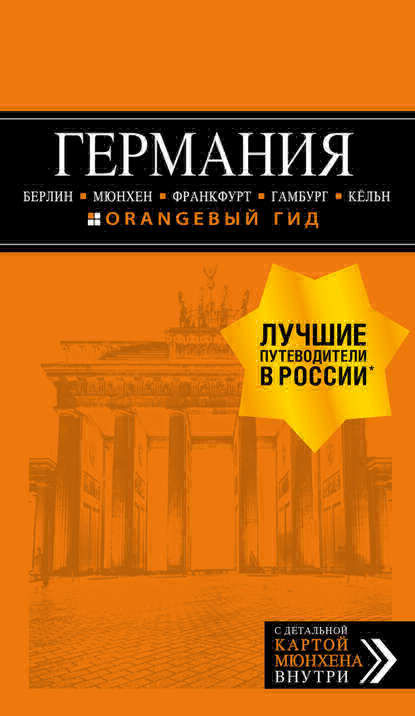 ГЕРМАНИЯ
БЕРЛИН ▪ МЮНХЕН ▪ ФРАНКФУРТ ▪ ГАМБУРГ ▪ КЁЛЬН
ORANGEВЫЙ ГИД
ЛУЧШИЕ
ПУТЕВОДИТЕЛИ
В РОССИИ*
С ДЕТАЛЬНОЙ
КАРТОЙ
МЮНХЕНА
ВНУТРИ